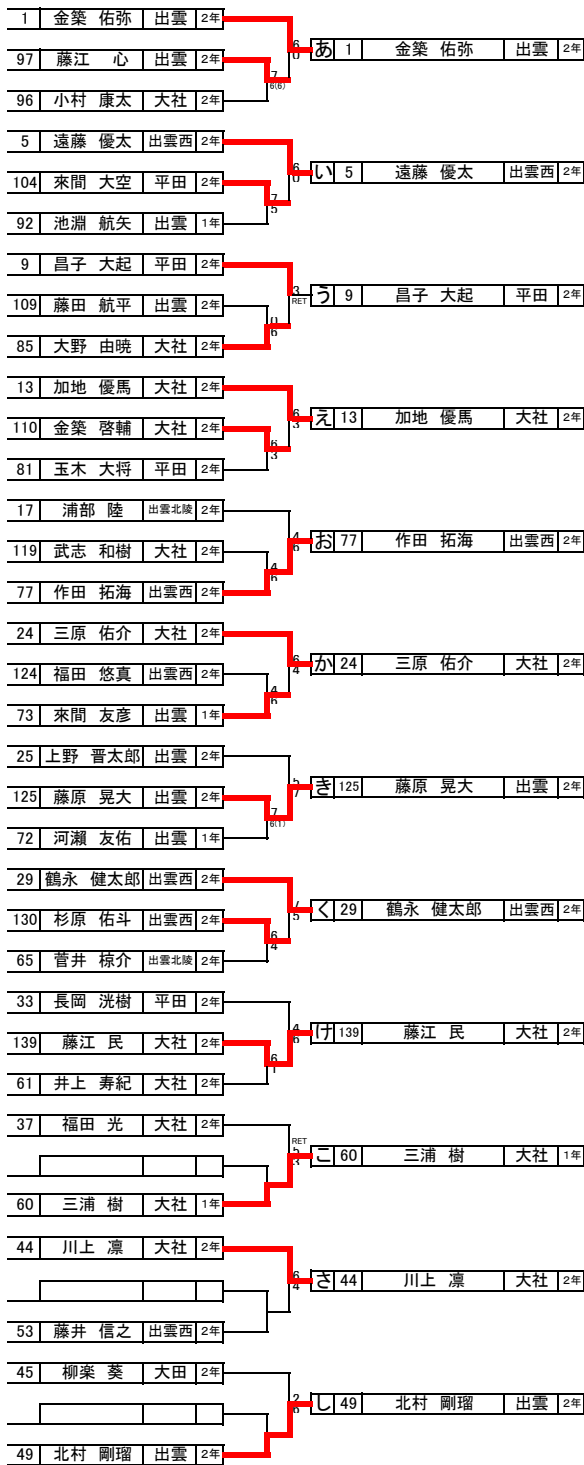 1 金築 佑弥 出雲 2年
6
0
あ 1 金築 佑弥 出雲 2年
97 藤江 心 出雲 2年
7
6(6)
96 小村 康太 大社 2年
5 遠藤 優太 出雲西 2年
6
0
い 5 遠藤 優太 出雲西 2年
104 來間 大空 平田 2年
7
5
92 池淵 航矢 出雲 1年
9 昌子 大起 平田 2年
3
RET
う 9 昌子 大起 平田 2年
109 藤田 航平 出雲 2年
0
6
85 大野 由暁 大社 2年
13 加地 優馬 大社 2年
6
3
え 13 加地 優馬 大社 2年
110 金築 啓輔 大社 2年
6
3
81 玉木 大将 平田 2年
17 浦部 陸 出雲北陵 2年
4
6
お 77 作田 拓海 出雲西 2年
119 武志 和樹 大社 2年
4
6
77 作田 拓海 出雲西 2年
24 三原 佑介 大社 2年
6
4
か 24 三原 佑介 大社 2年
124 福田 悠真 出雲西 2年
4
6
73 來間 友彦 出雲 1年
25 上野 晋太郎 出雲 2年
5
7
き 125 藤原 晃大 出雲 2年
125 藤原 晃大 出雲 2年
7
6(1)
72 河瀬 友佑 出雲 1年
29 鶴永 健太郎 出雲西 2年
7
5
く 29 鶴永 健太郎 出雲西 2年
130 杉原 佑斗 出雲西 2年
6
4
65 菅井 椋介 出雲北陵 2年
33 長岡 洸樹 平田 2年
4
6
け 139 藤江 民 大社 2年
139 藤江 民 大社 2年
6
1
61 井上 寿紀 大社 2年
37 福田 光 大社 2年
RET
5
3
こ 60 三浦 樹 大社 1年
60 三浦 樹 大社 1年
44 川上 凛 大社 2年
6
4
さ 44 川上 凛 大社 2年
53 藤井 信之 出雲西 2年
45 柳楽 葵 大田 2年
2
6
し 49 北村 剛瑠 出雲 2年
49 北村 剛瑠 出雲 2年